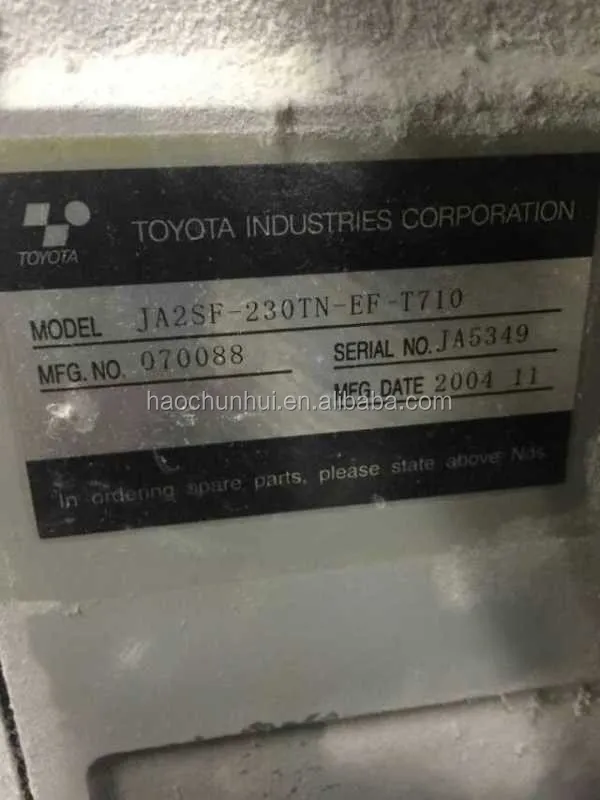 TOYOTA
TOYOTA INDUSTRIES CORPORATION
MODEL JA2SF-230TN-EF-T710
MFG. NO. 070088
SERIAL NO. JA5349
MFG. DATE 2004 11
haochunhui.en.alibaba.com
In ordering spare parts, please state above Nos.